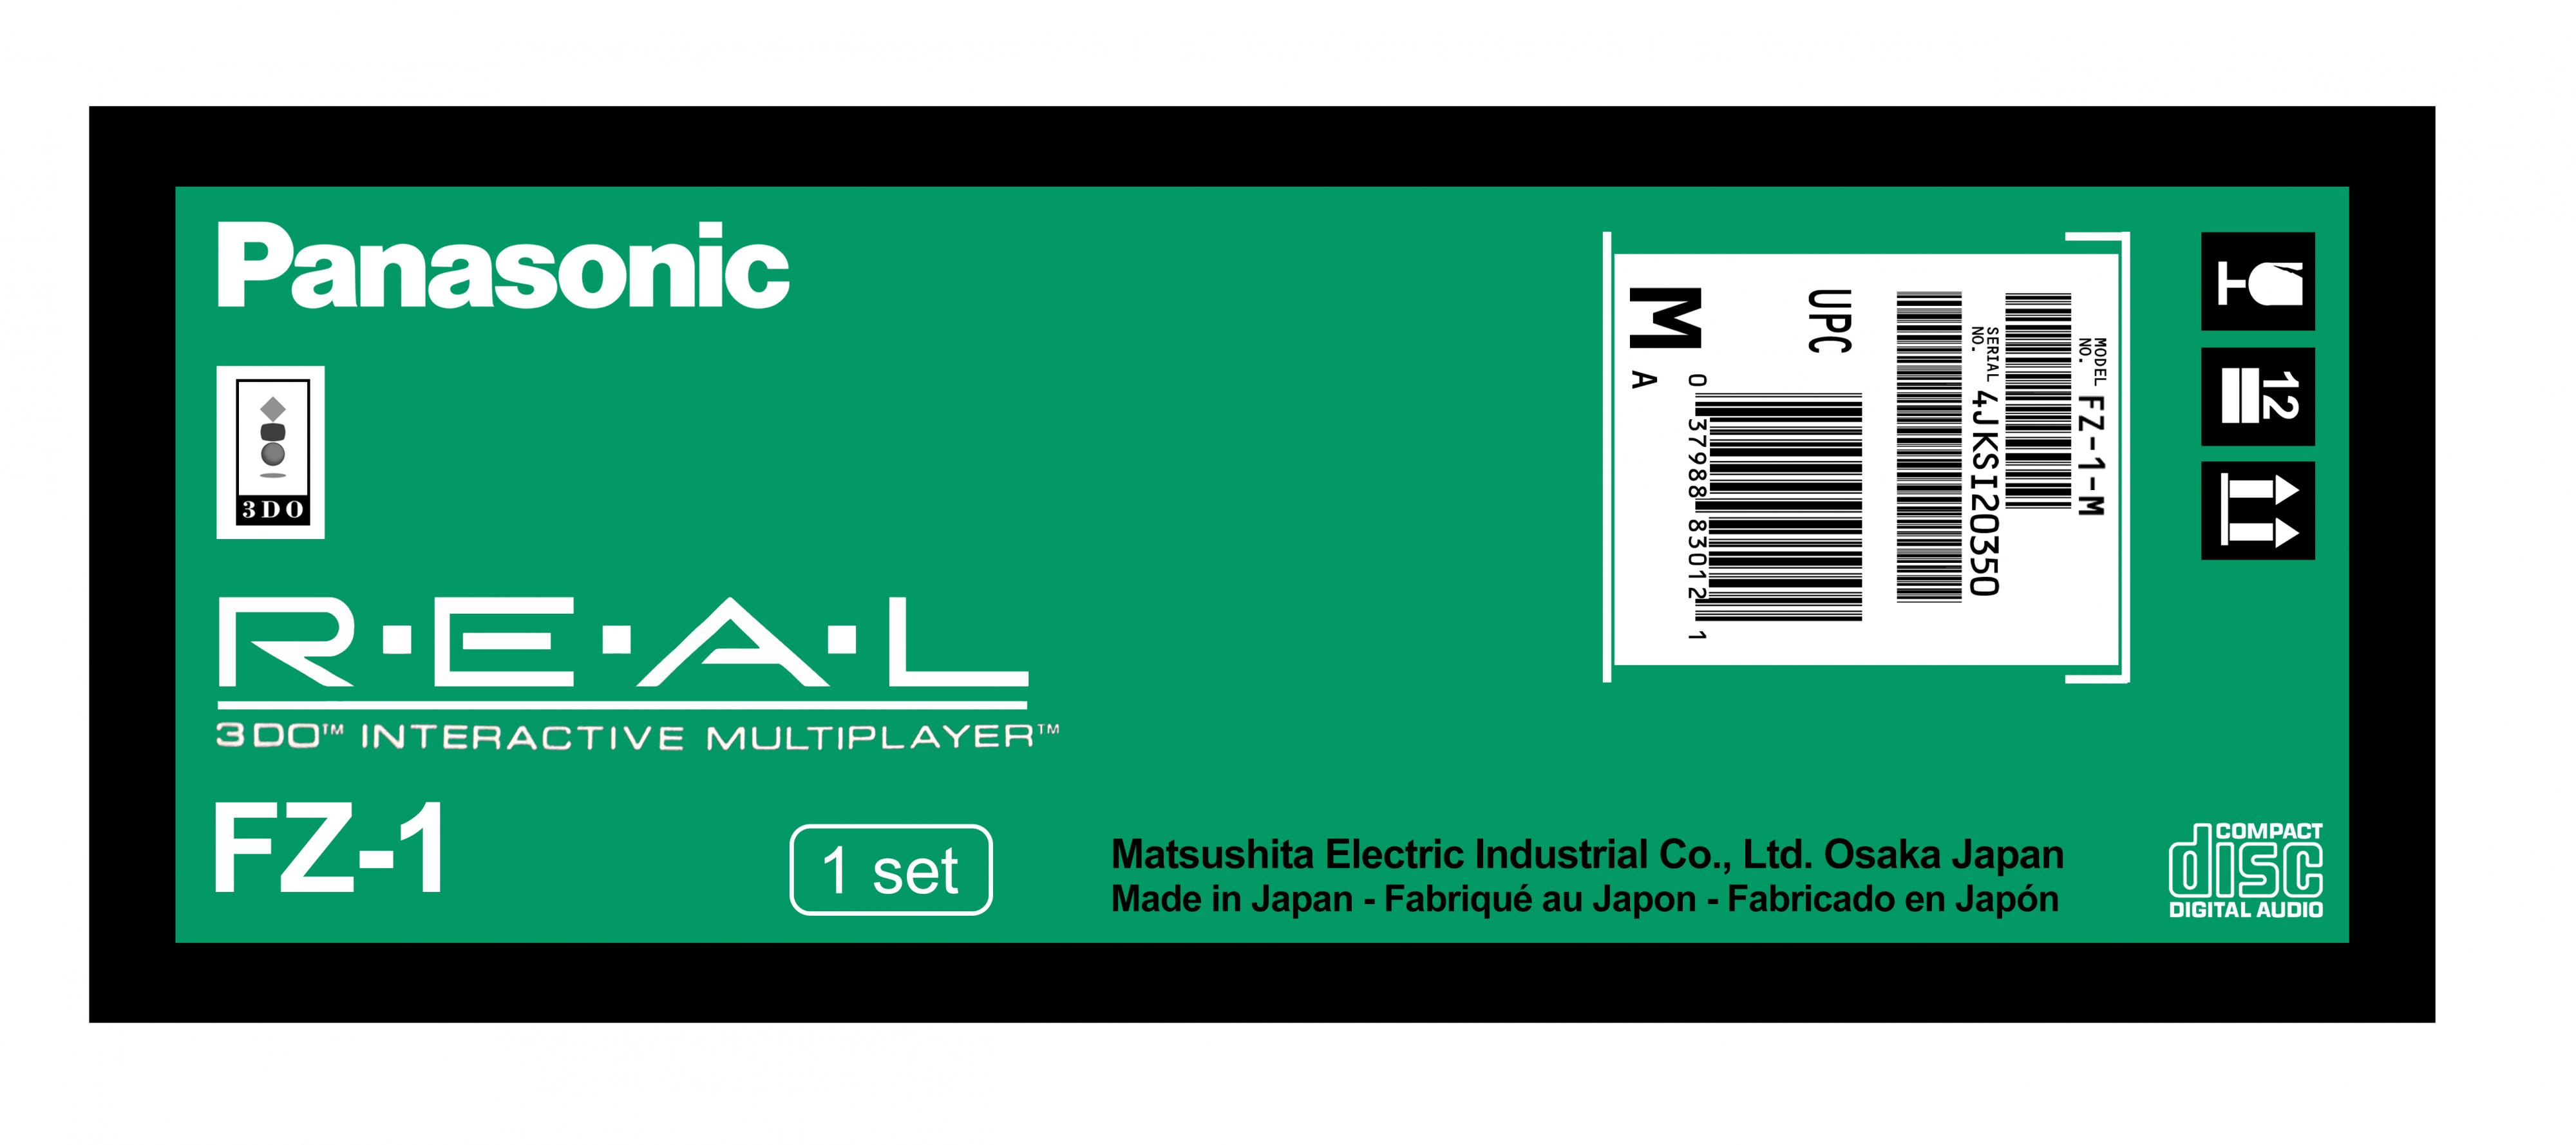 Panasonic
3DO
R·E·A·L
3DO™ INTERACTIVE MULTIPLAYER™
FZ-1
1 set
MODEL NO. FZ-1-M
SERIAL NO. 4JKSI20350
UPC
0 37988 83012 1
M A
12
Matsushita Electric Industrial Co., Ltd. Osaka Japan
Made in Japan - Fabriqué au Japon - Fabricado en Japón
COMPACT
disc
DIGITAL AUDIO